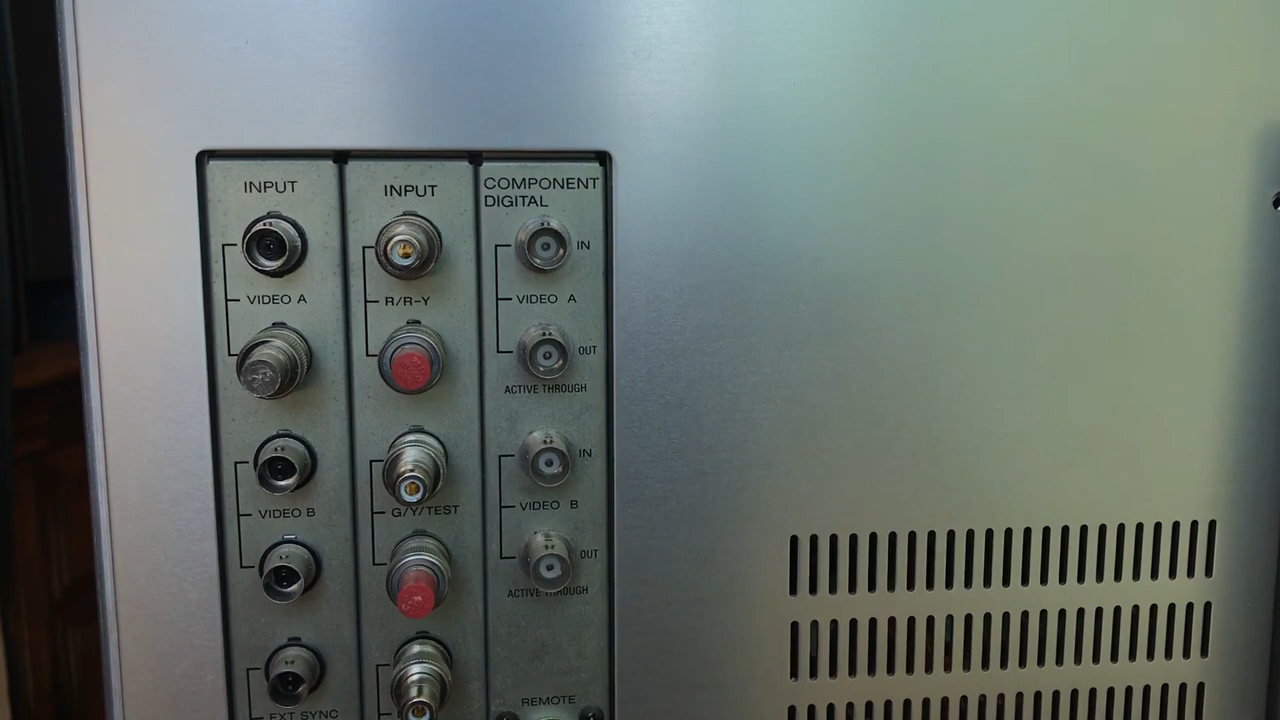 INPUT
VIDEO A
VIDEO B
EXT SYNC
INPUT
R/R-Y
G/Y/TEST
COMPONENT
DIGITAL
IN
VIDEO A
OUT
ACTIVE THROUGH
IN
VIDEO B
OUT
ACTIVE THROUGH
REMOTE